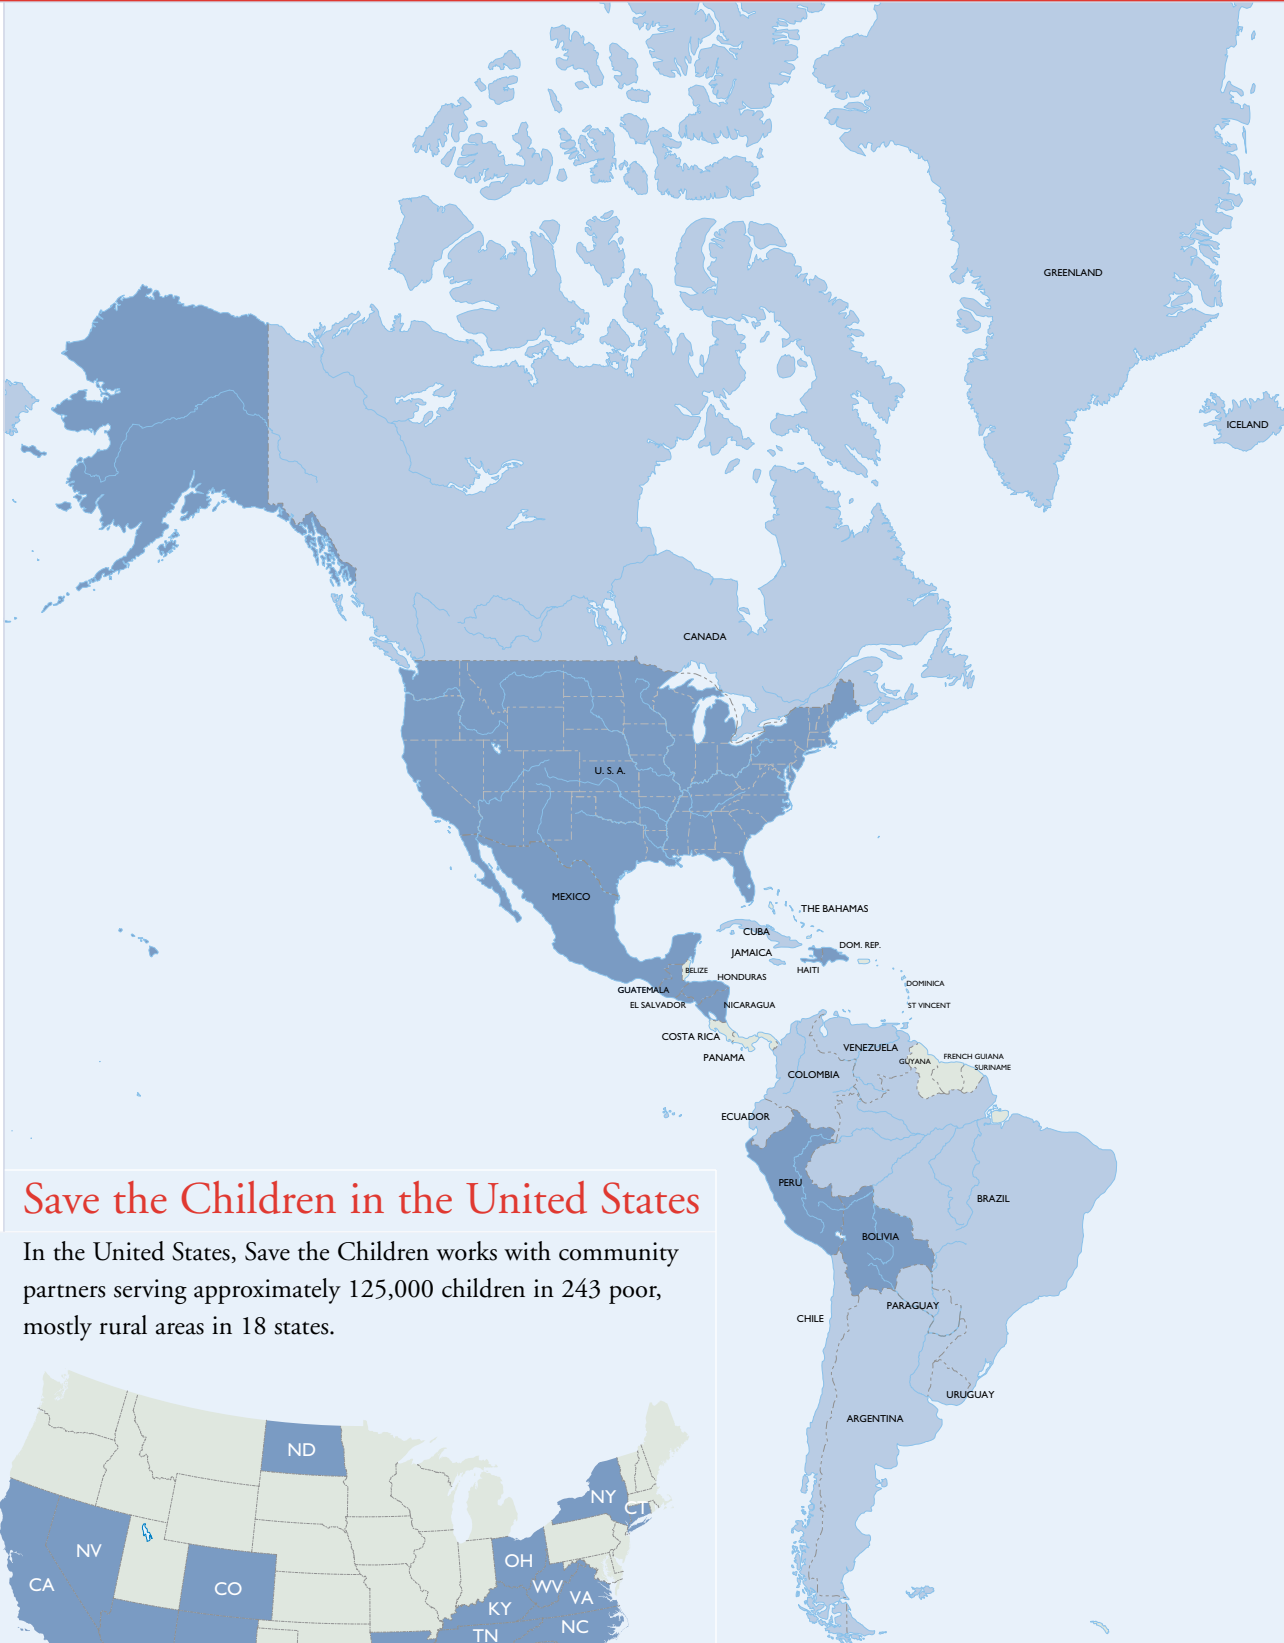 GREENLAND
ICELAND
CANADA
U. S. A.
MEXICO
THE BAHAMAS
CUBA
DOM. REP.
JAMAICA
HAITI
BELIZE
HONDURAS
DOMINICA
GUATEMALA
EL SALVADOR
NICARAGUA
ST VINCENT
COSTA RICA
PANAMA
VENEZUELA
GUYANA
FRENCH GUIANA
SURINAME
COLOMBIA
ECUADOR
PERU
BRAZIL
BOLIVIA
PARAGUAY
CHILE
URUGUAY
ARGENTINA
Save the Children in the United States
In the United States, Save the Children works with community
partners serving approximately 125,000 children in 243 poor,
mostly rural areas in 18 states.
ND
NY
CT
NV
OH
CA
CO
WV
VA
KY
NC
TN